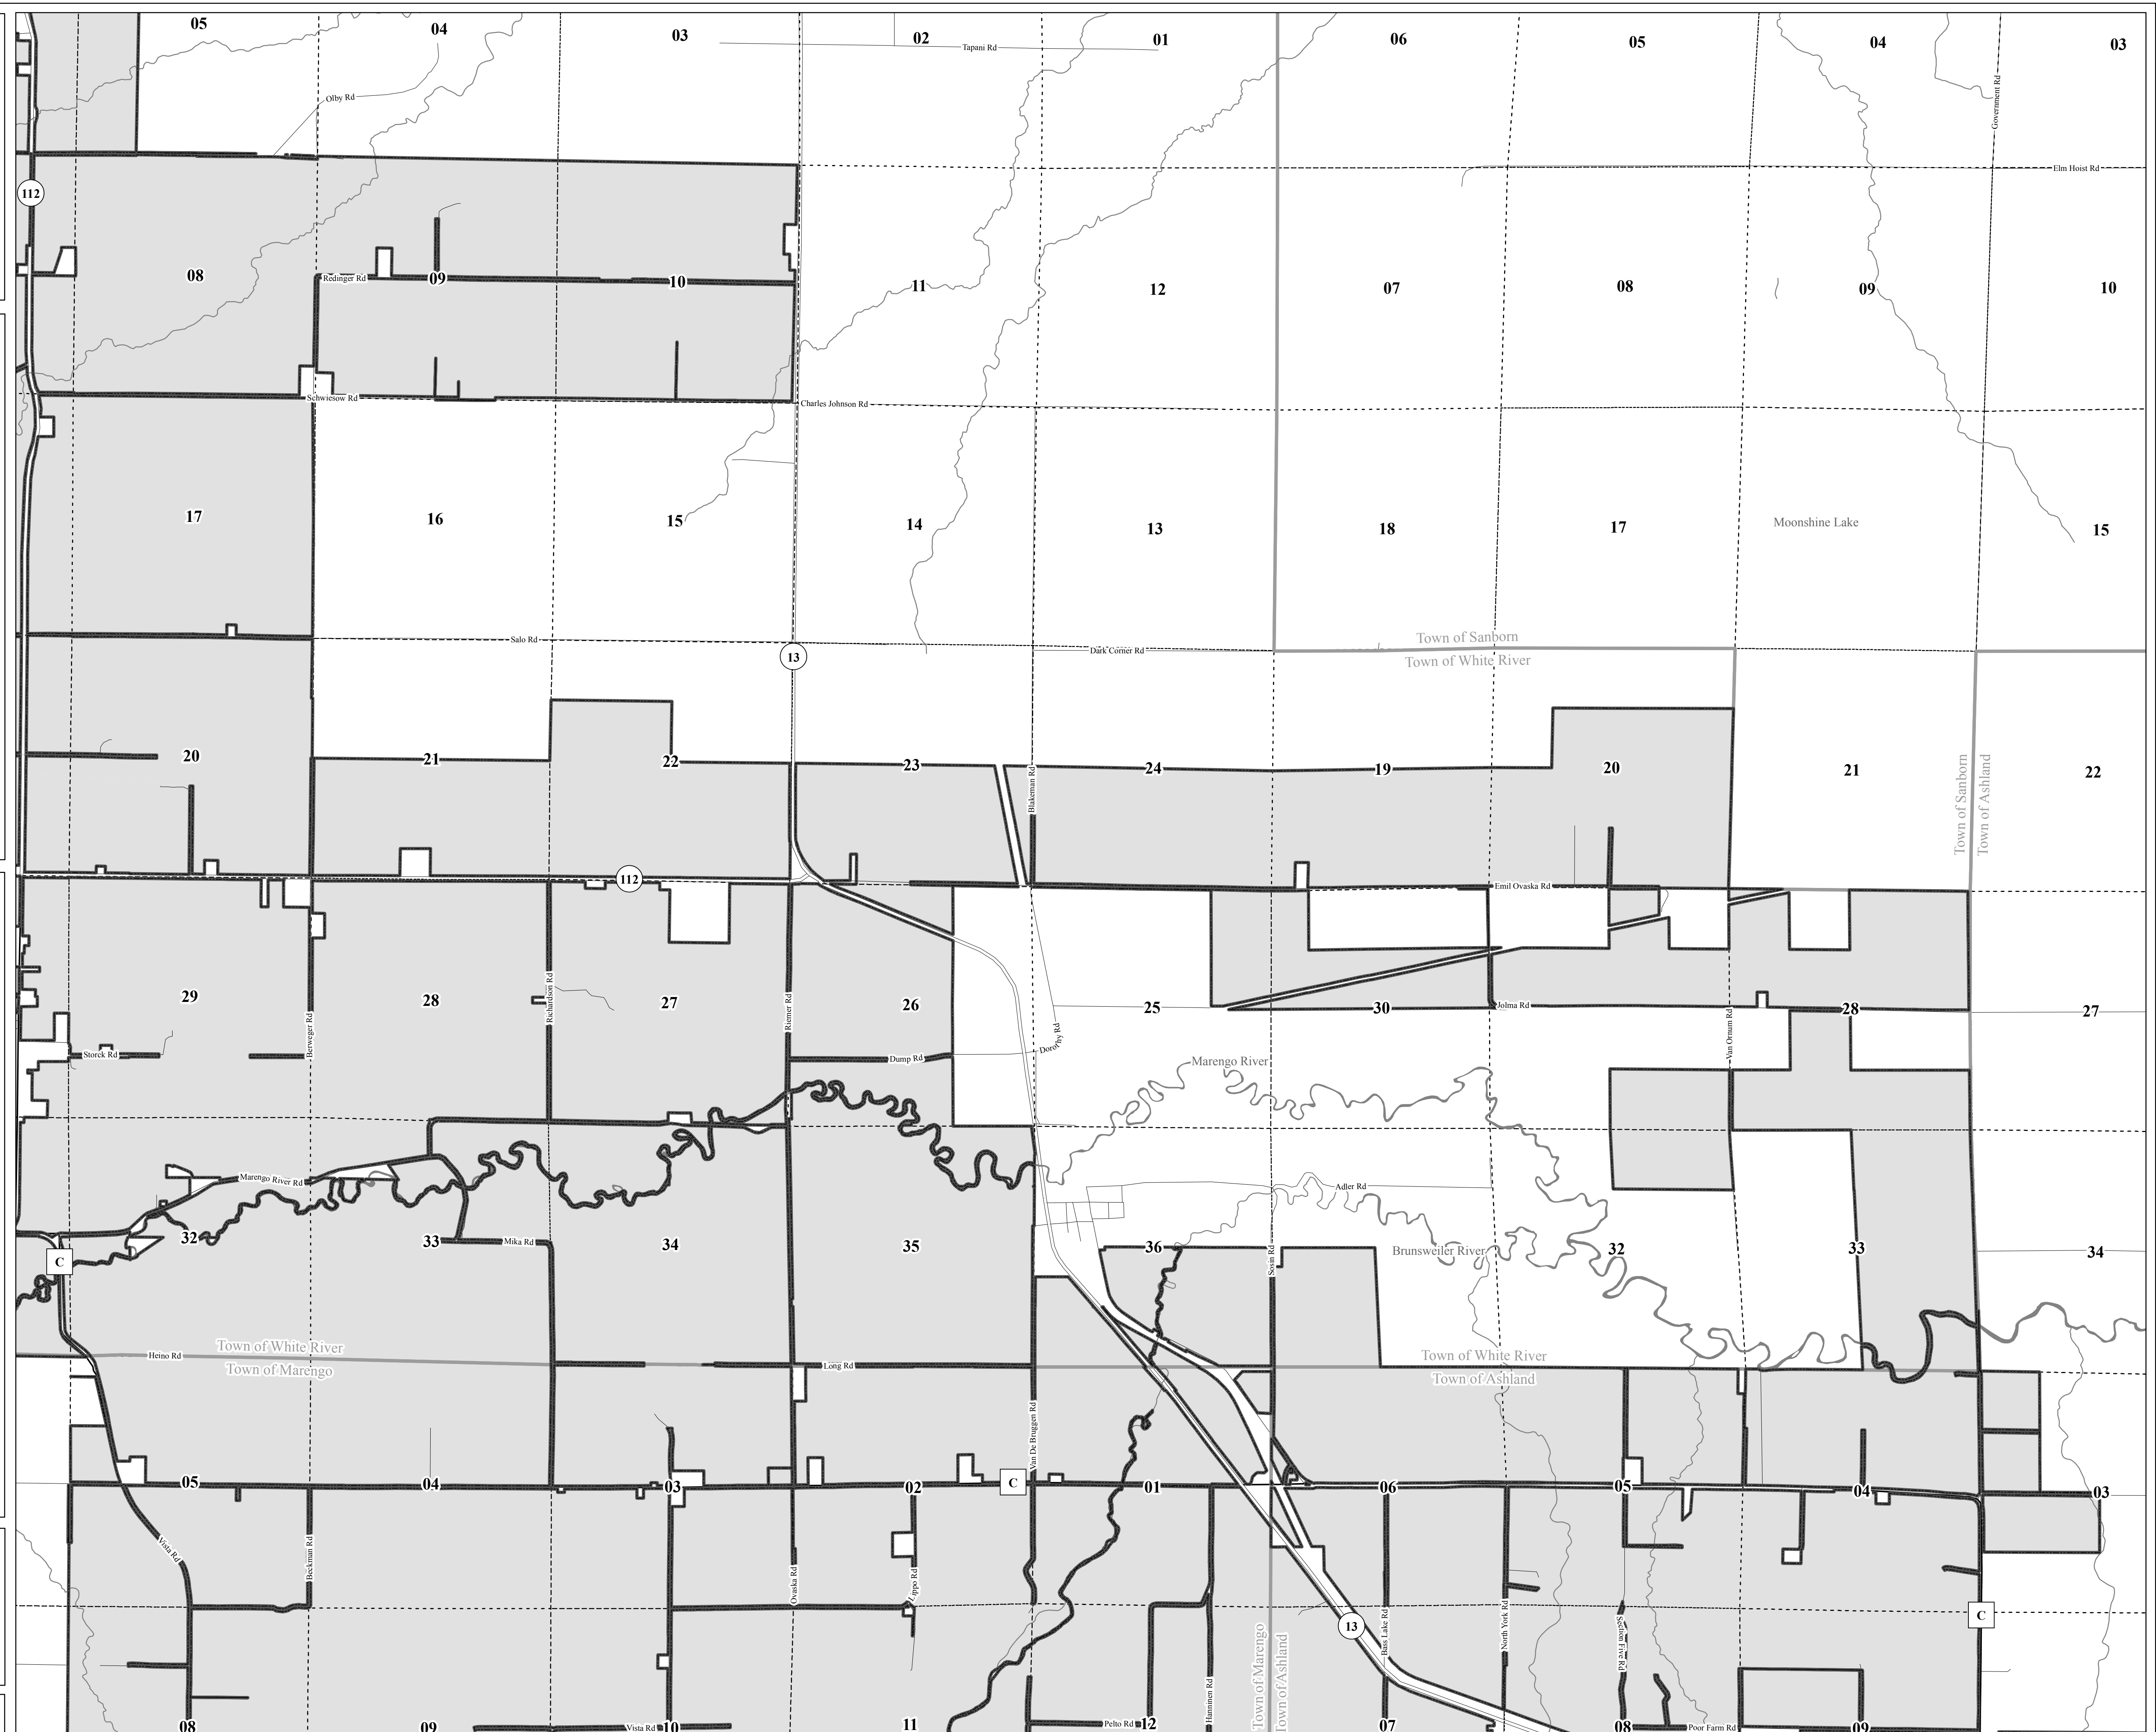 05
04
03
02
Tapani Rd
01
06
05
04
03
Olby Rd
Government Rd
Elm Hoist Rd
112
08
Redinger Rd
09
10
11
12
07
08
09
10
Schwiesow Rd
Charles Johnson Rd
17
16
15
14
13
18
17
Moonshine Lake
15
Salo Rd
13
Dark Corner Rd
Town of Sanborn
Town of White River
20
21
22
23
Blakeman Rd
24
19
20
21
Town of Sanborn
Town of Ashland
22
112
Emil Ovaska Rd
29
Berweger Rd
28
Richardson Rd
27
Riemer Rd
26
25
30
Jolma Rd
Van Ornum Rd
28
27
Storck Rd
Dump Rd
Dorothy Rd
Marengo River
Marengo River Rd
Adler Rd
32
33
Mika Rd
34
35
36
Sosin Rd
Brunsweiler River
32
33
34
C
Heino Rd
Town of White River
Town of Marengo
Long Rd
Town of White River
Town of Ashland
05
04
03
02
C
Van De Bruggen Rd
01
06
05
04
03
Vista Rd
Beckman Rd
Ovaska Rd
Lippo Rd
Hanninen Rd
Town of Marengo
Town of Ashland
13
Bass Lake Rd
North York Rd
Section Five Rd
C
08
09
Vista Rd
10
11
Pelto Rd
12
07
08
Poor Farm Rd
09